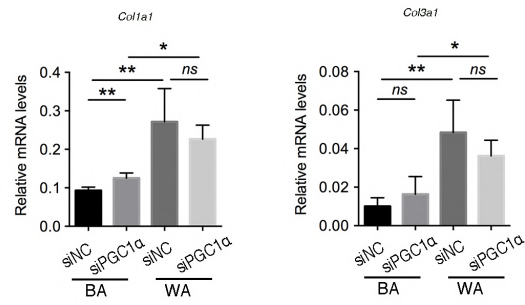 Col1a1
Relative mRNA levels
0.4
0.3
0.2
0.1
0.0
*
**
ns
**
siNC
siPGC1α
siNC
siPGC1α
BA
WA
Col3a1
Relative mRNA levels
0.08
0.06
0.04
0.02
0.00
*
**
ns
ns
siNC
siPGC1α
siNC
siPGC1α
BA
WA